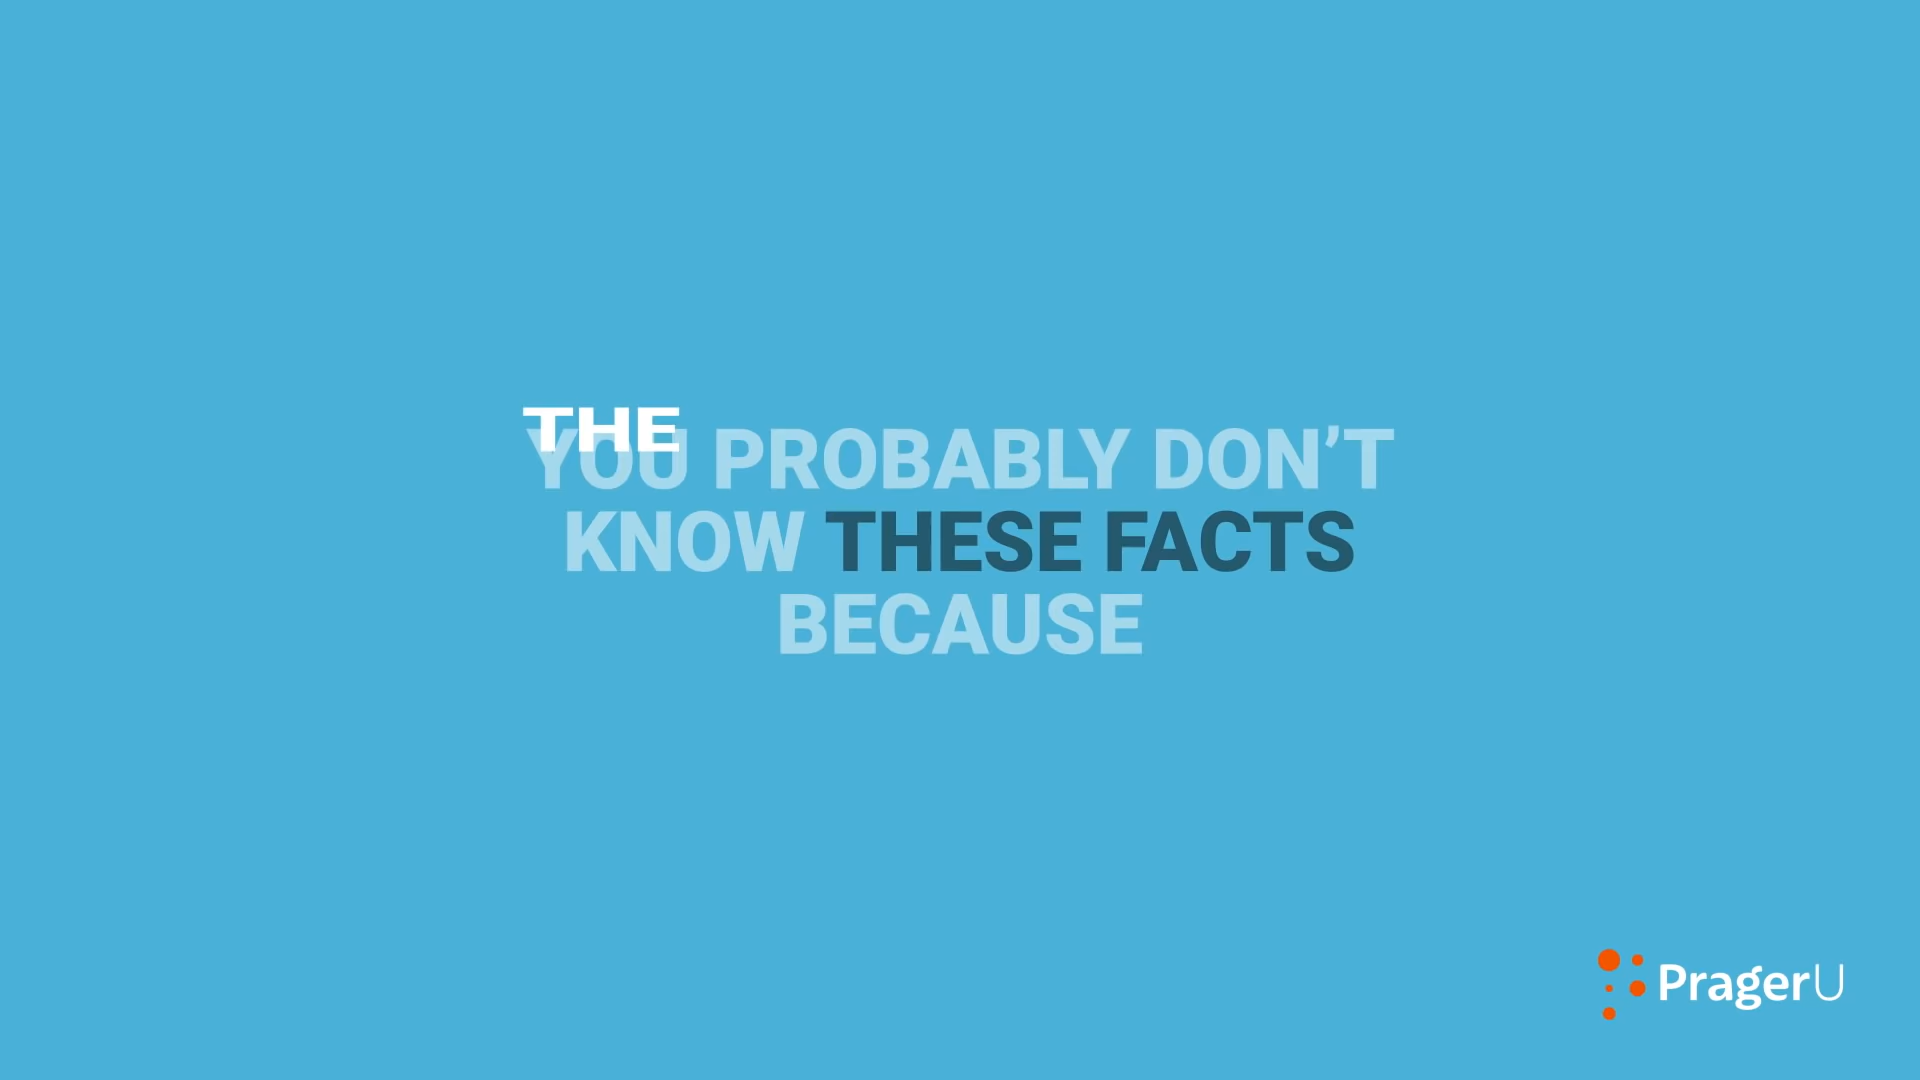 THE
YOU PROBABLY DON’T
KNOW THESE FACTS
BECAUSE
PragerU